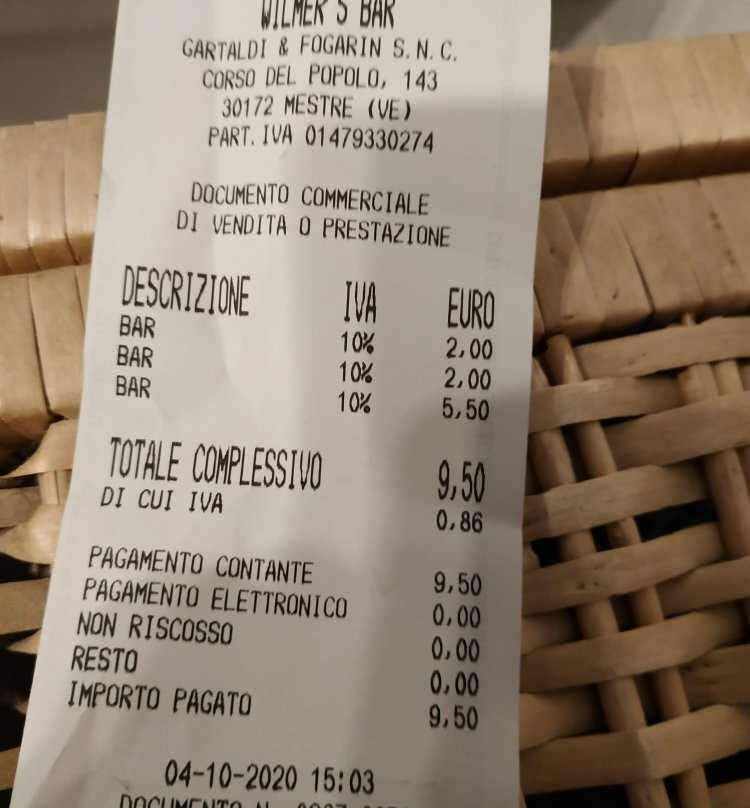 WILMER'S BAR
GARTALDI & FOGARIN S.N.C.
CORSO DEL POPOLO, 143
30172 MESTRE (VE)
PART.IVA 01479330274
DOCUMENTO COMMERCIALE
DI VENDITA O PRESTAZIONE
DESCRIZIONE IVA EURO
BAR 10% 2,00
BAR 10% 2,00
BAR 10% 5,50
TOTALE COMPLESSIVO 9,50
DI CUI IVA 0,86
PAGAMENTO CONTANTE 9,50
PAGAMENTO ELETTRONICO 0,00
NON RISCOSSO 0,00
RESTO 0,00
IMPORTO PAGATO 9,50
04-10-2020 15:03
DOCUMENTO N.